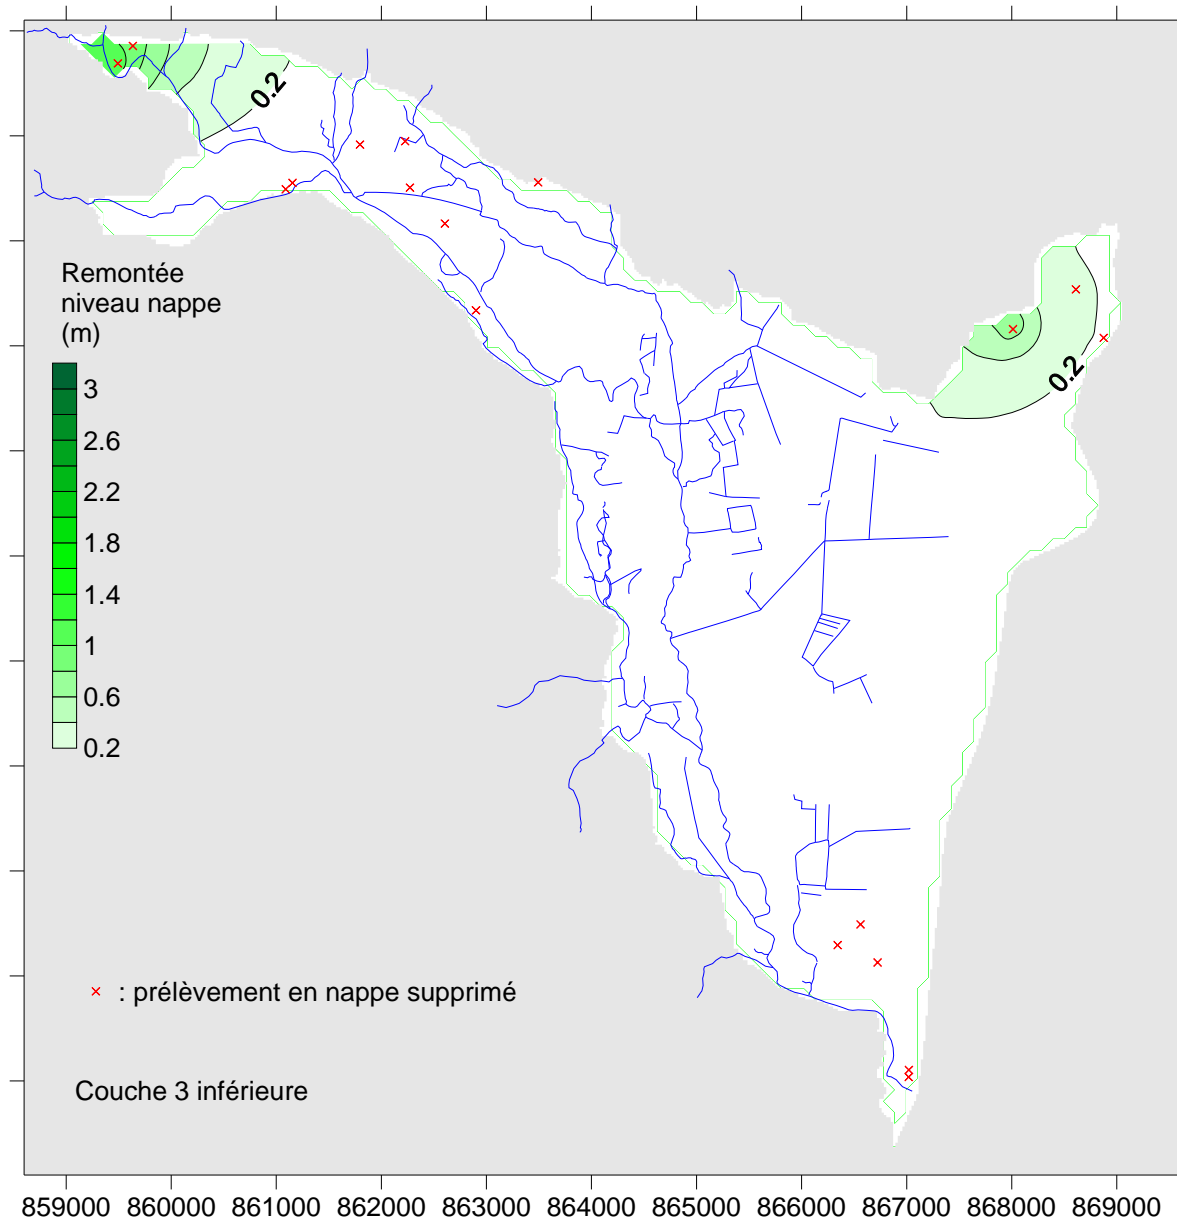 0.2
Remontée
niveau nappe
(m)
0.2
3
2.6
2.2
1.8
1.4
1
0.6
0.2
: prélèvement en nappe supprimé
Couche 3 inférieure
859000 860000 861000 862000 863000 864000 865000 866000 867000 868000 869000